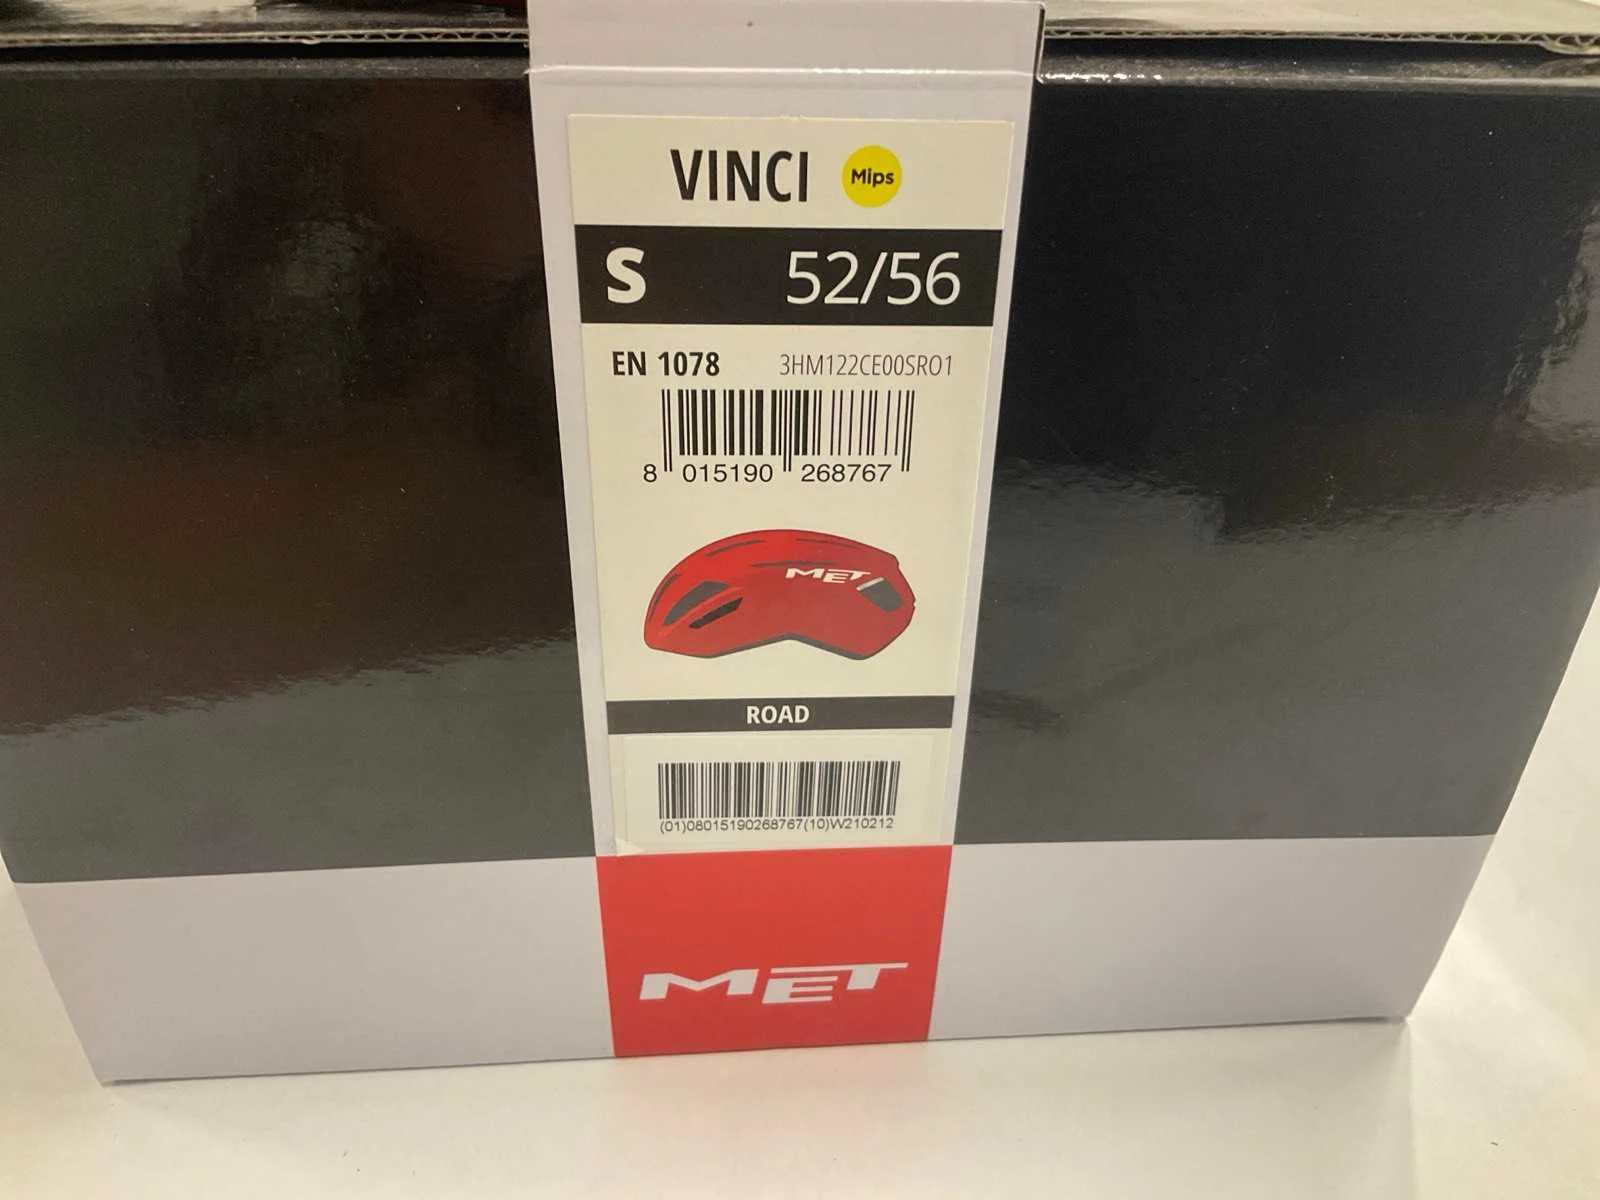 VINCI Mips
S 52/56
EN 1078 3HM122CE00SRO1
8 015190 268767
MET
ROAD
(01)08015190268767(10)W210212
MET